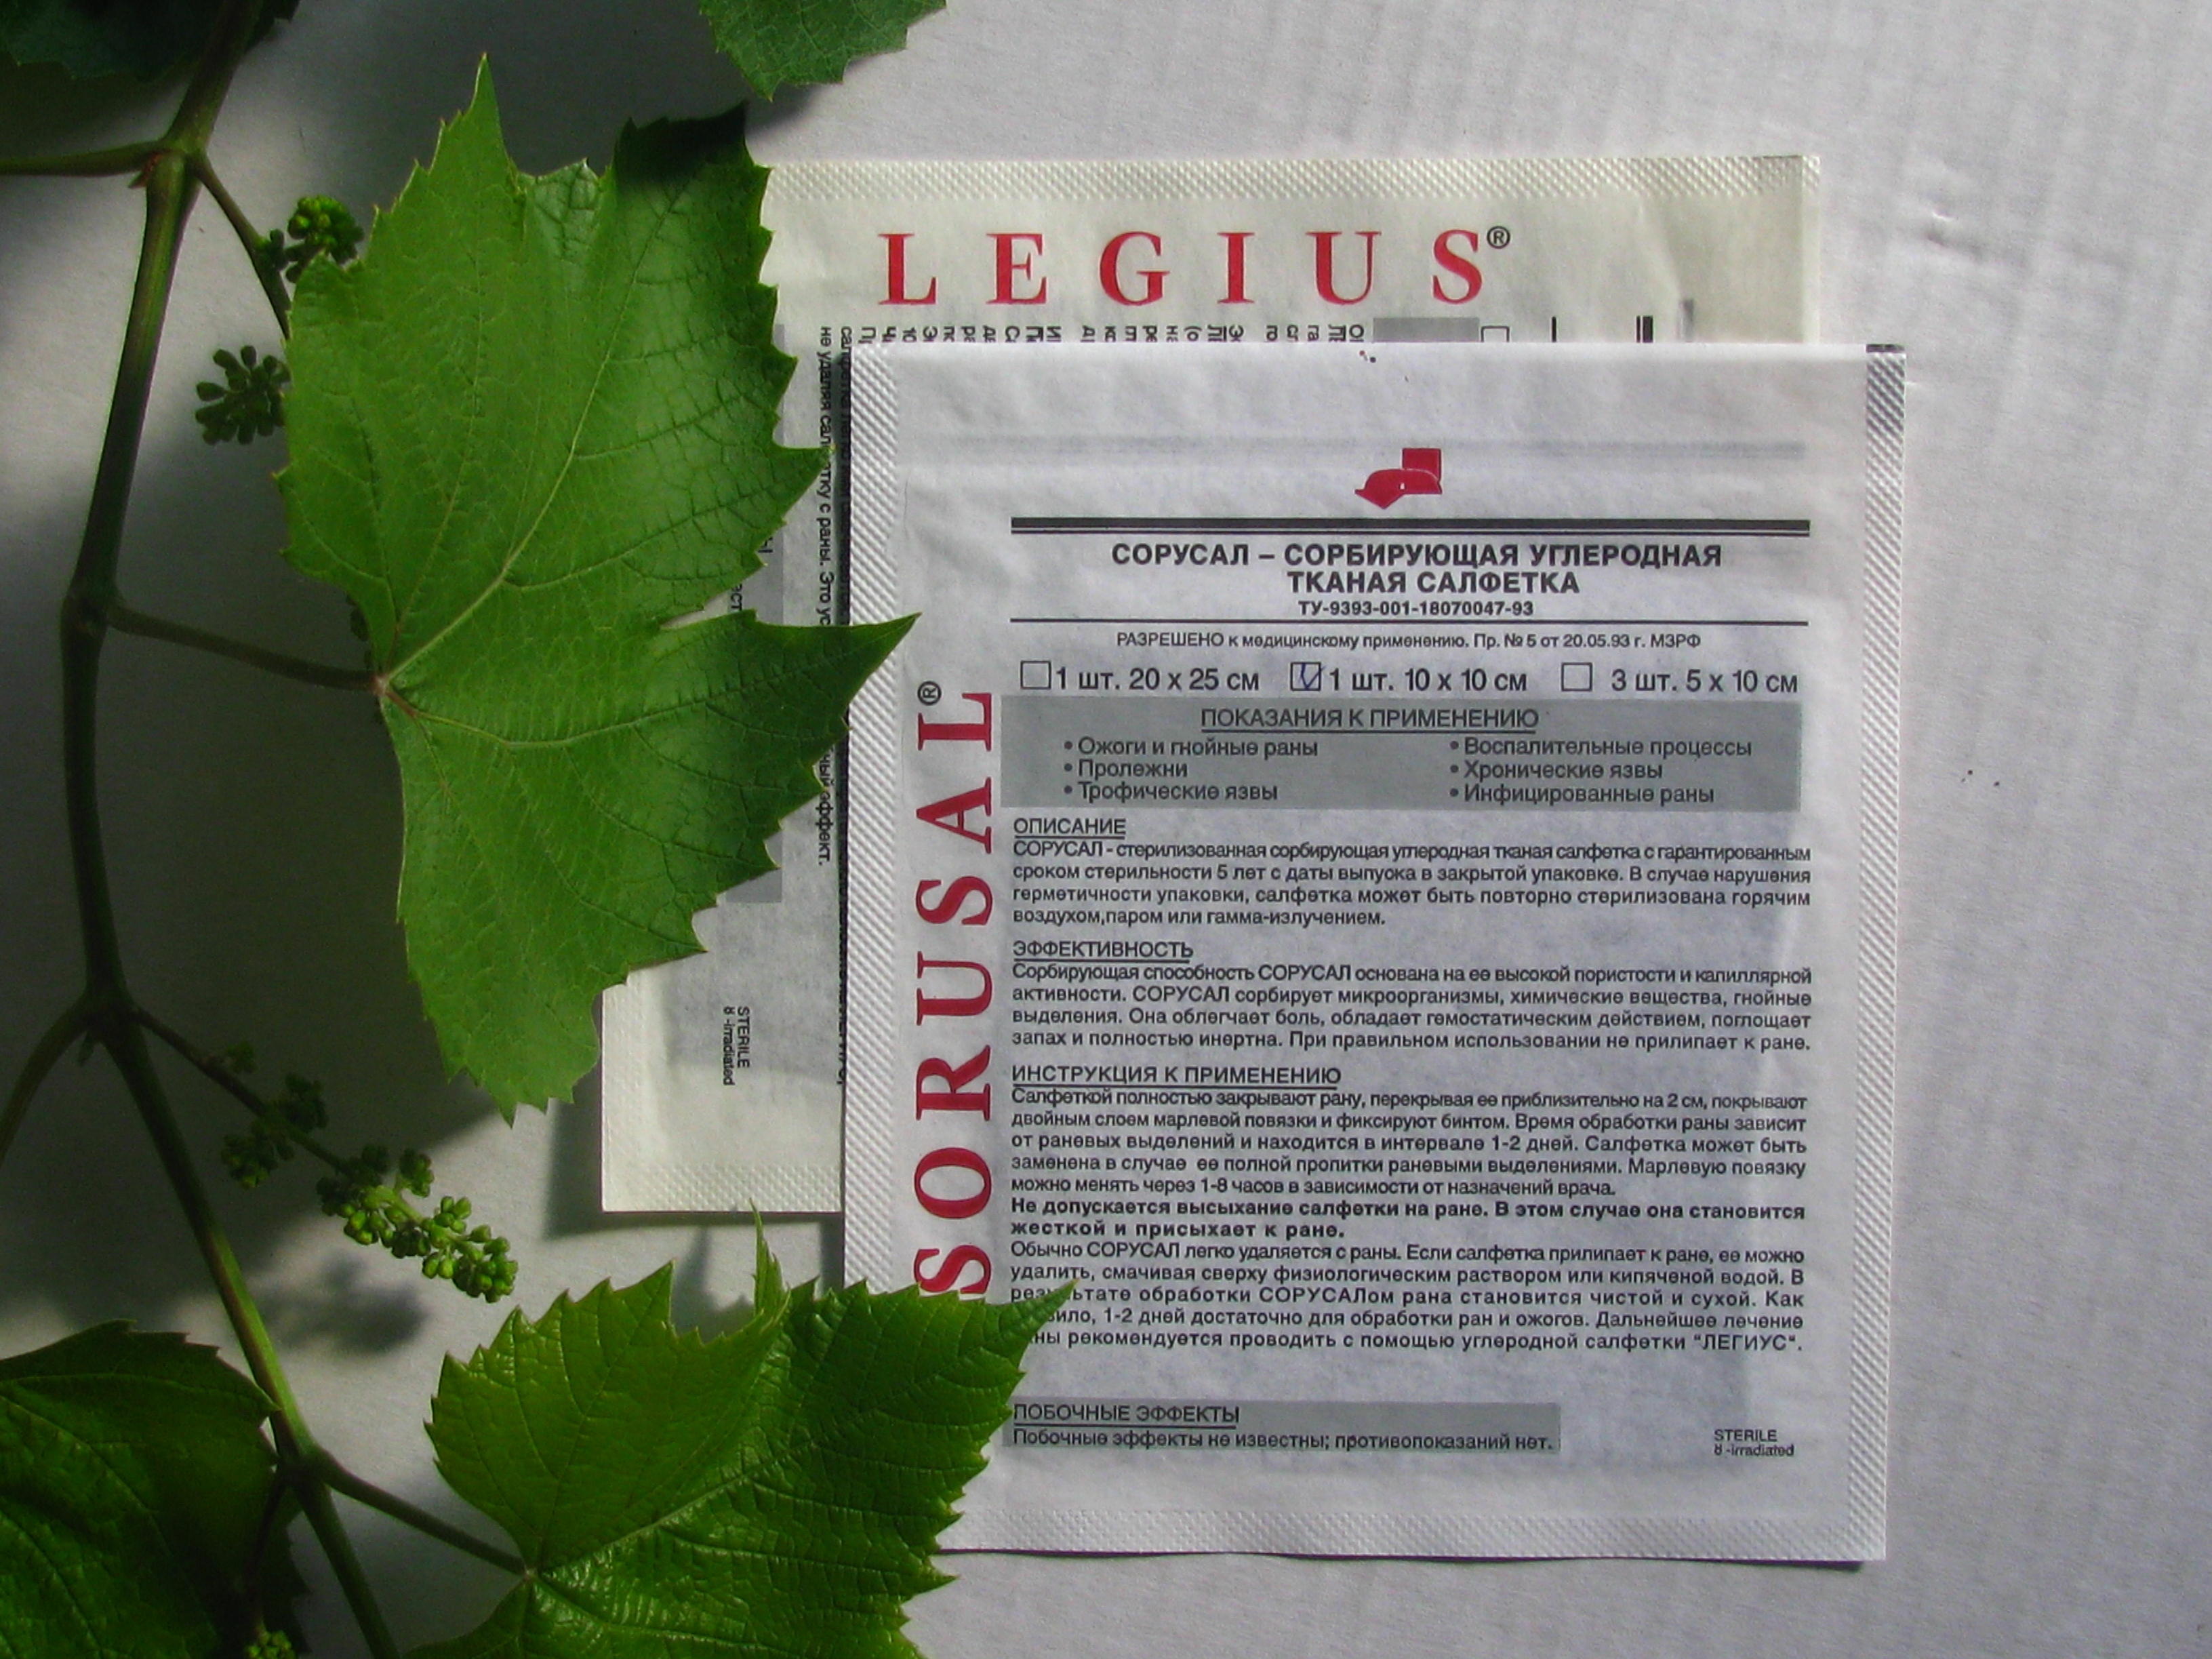 LEGIUS®
не удаляя с раны. Это
эффект.
STERILE
ȣ-irradiated
SORUSAL®
СОРУСАЛ – СОРБИРУЮЩАЯ УГЛЕРОДНАЯ
ТКАНАЯ САЛФЕТКА
ТУ-9393-001-18070047-93
РАЗРЕШЕНО к медицинскому применению. Пр. № 5 от 20.05.93 г. МЗРФ
1 шт. 20 x 25 см 1 шт. 10 x 10 см 3 шт. 5 x 10 см
ПОКАЗАНИЯ К ПРИМЕНЕНИЮ
• Ожоги и гнойные раны • Воспалительные процессы
• Пролежни • Хронические язвы
• Трофические язвы • Инфицированные раны
ОПИСАНИЕ
СОРУСАЛ - стерилизованная сорбирующая углеродная тканая салфетка с гарантированным
сроком стерильности 5 лет с даты выпуска в закрытой упаковке. В случае нарушения
герметичности упаковки, салфетка может быть повторно стерилизована горячим
воздухом,паром или гамма-излучением.
ЭФФЕКТИВНОСТЬ
Сорбирующая способность СОРУСАЛ основана на ее высокой пористости и капиллярной
активности. СОРУСАЛ сорбирует микроорганизмы, химические вещества, гнойные
выделения. Она облегчает боль, обладает гемостатическим действием, поглощает
запах и полностью инертна. При правильном использовании не прилипает к ране.
ИНСТРУКЦИЯ К ПРИМЕНЕНИЮ
Салфеткой полностью закрывают рану, перекрывая ее приблизительно на 2 см, покрывают
двойным слоем марлевой повязки и фиксируют бинтом. Время обработки раны зависит
от раневых выделений и находится в интервале 1-2 дней. Салфетка может быть
заменена в случае ее полной пропитки раневыми выделениями. Марлевую повязку
можно менять через 1-8 часов в зависимости от назначений врача.
Не допускается высыхание салфетки на ране. В этом случае она становится
жесткой и присыхает к ране.
Обычно СОРУСАЛ легко удаляется с раны. Если салфетка прилипает к ране, ее можно
удалить, смачивая сверху физиологическим раствором или кипяченой водой. В
результате обработки СОРУСАЛом рана становится чистой и сухой. Как
1-2 дней достаточно для обработки ран и ожогов. Дальнейшее лечение
рекомендуется проводить с помощью углеродной салфетки "ЛЕГИУС".
ПОБОЧНЫЕ ЭФФЕКТЫ
Побочные эффекты не известны; противопоказаний нет.
STERILE
ȣ-irradiated